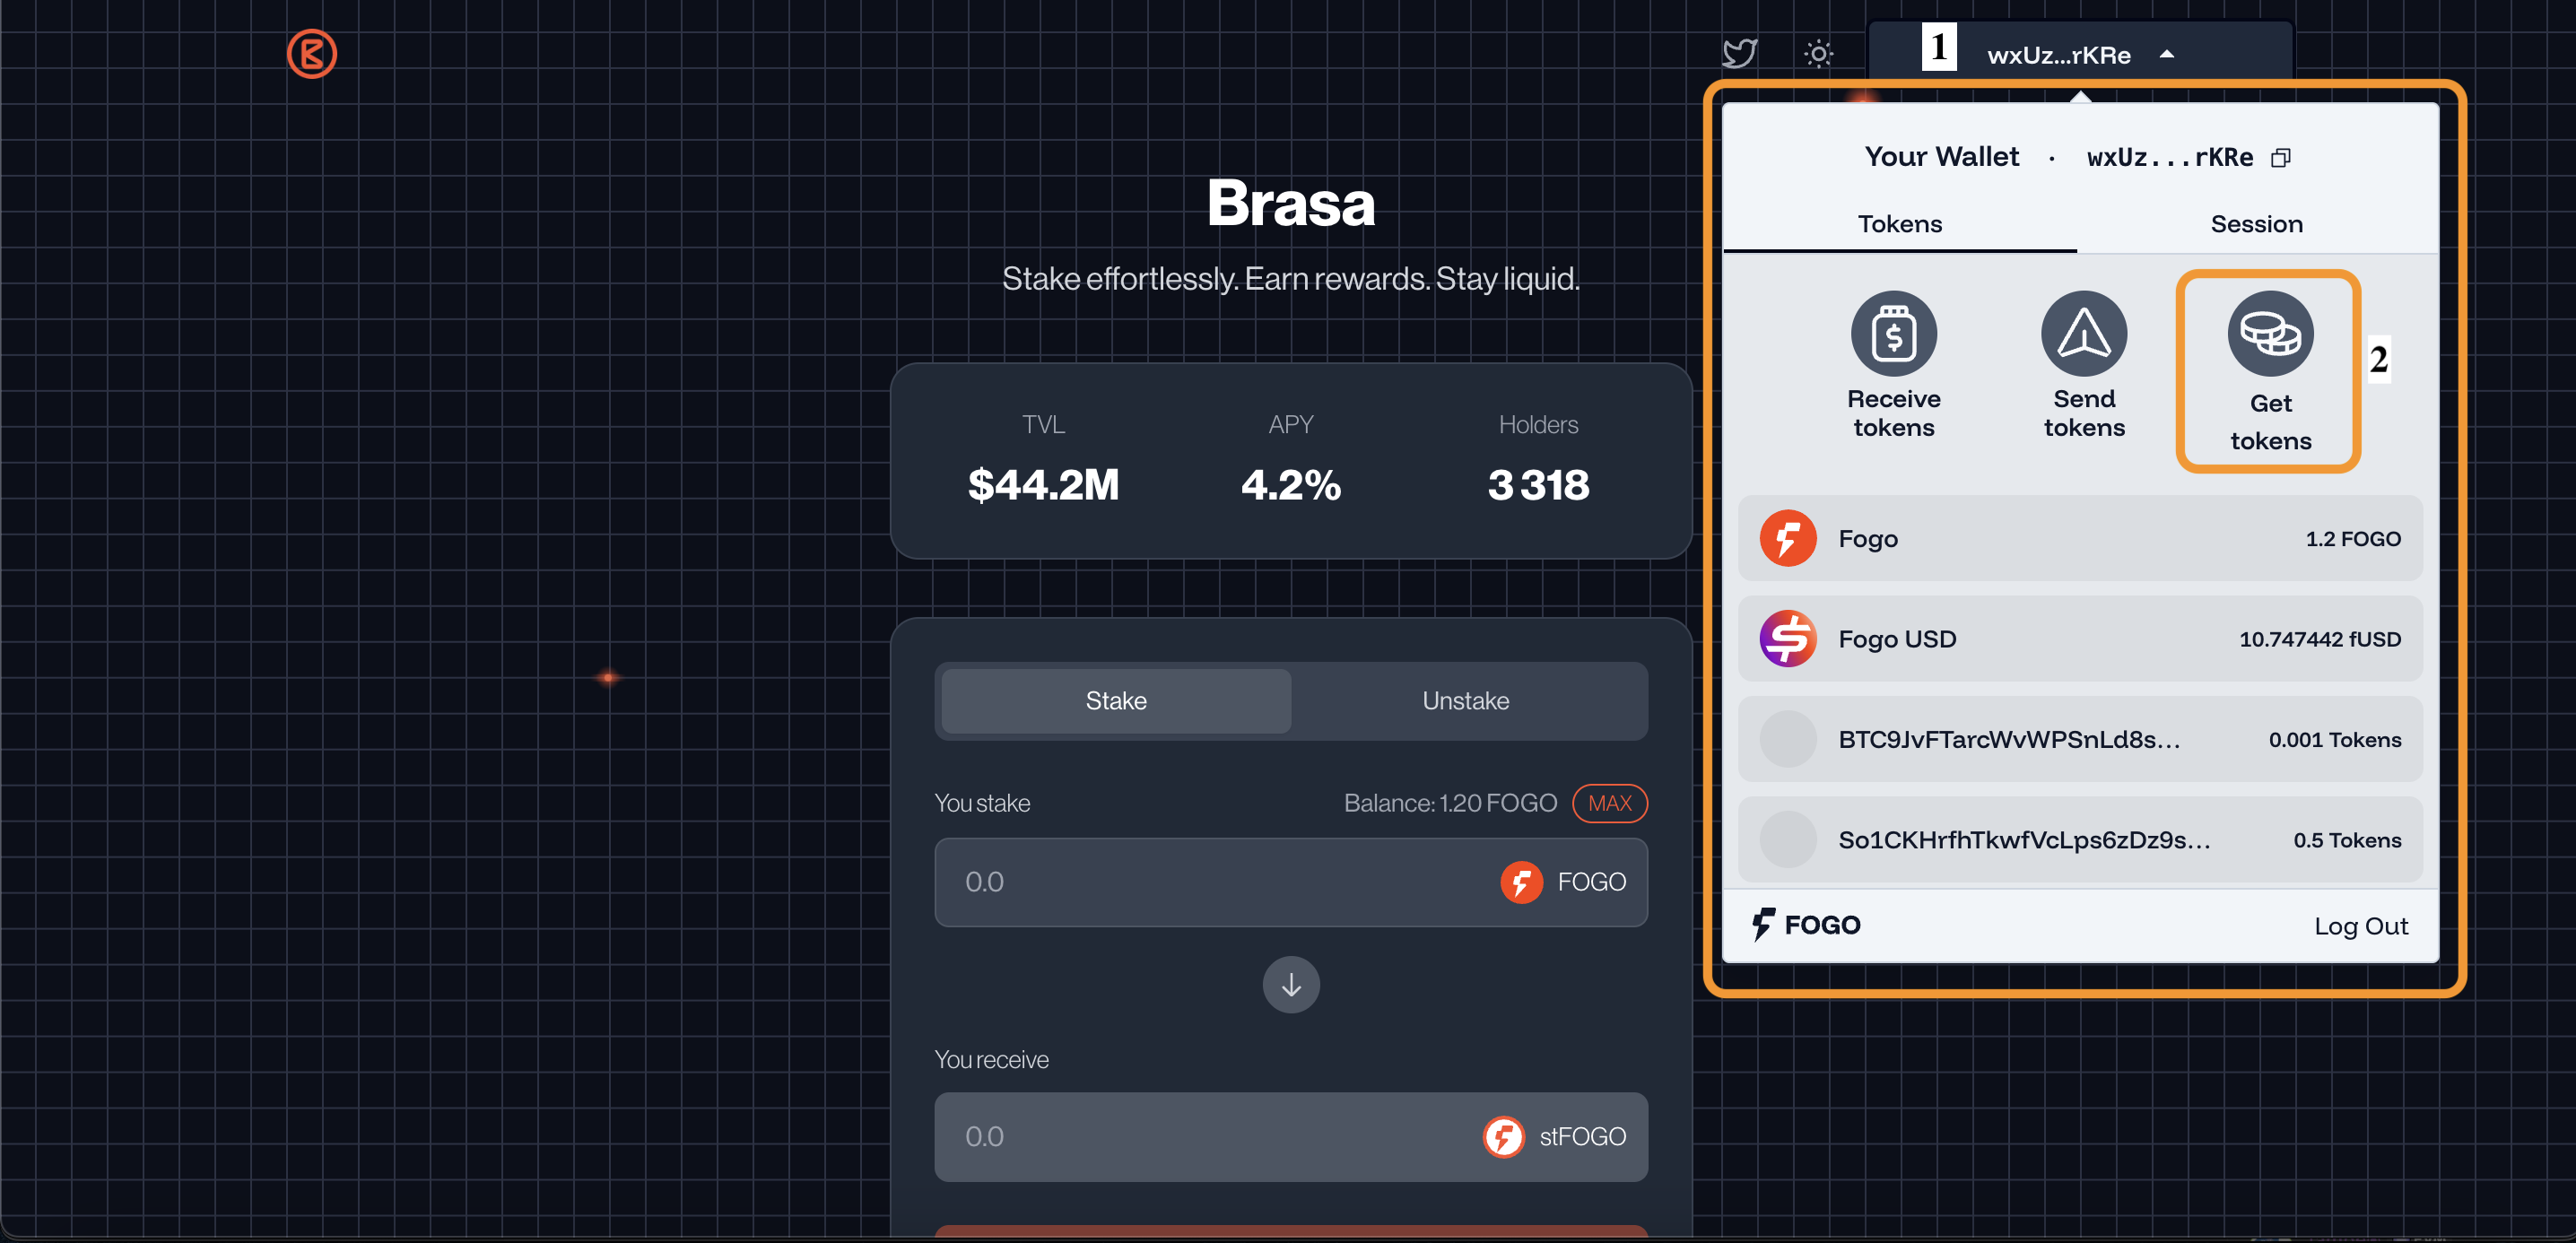 1
wxUz...rKRe
Your Wallet · wxUz...rKRe
Tokens Session
Receive tokens
Send tokens
Get tokens
2
Fogo 1.2 FOGO
Fogo USD 10.747442 fUSD
BTC9JvFTarcWvWPSnLd8s... 0.001 Tokens
So1CKHrfhTkwfVcLps6zDz9s... 0.5 Tokens
FOGO Log Out
Brasa
Stake effortlessly. Earn rewards. Stay liquid.
TVL APY Holders
$44.2M 4.2% 3 318
Stake Unstake
You stake Balance: 1.20 FOGO MAX
0.0 FOGO
You receive
0.0 stFOGO